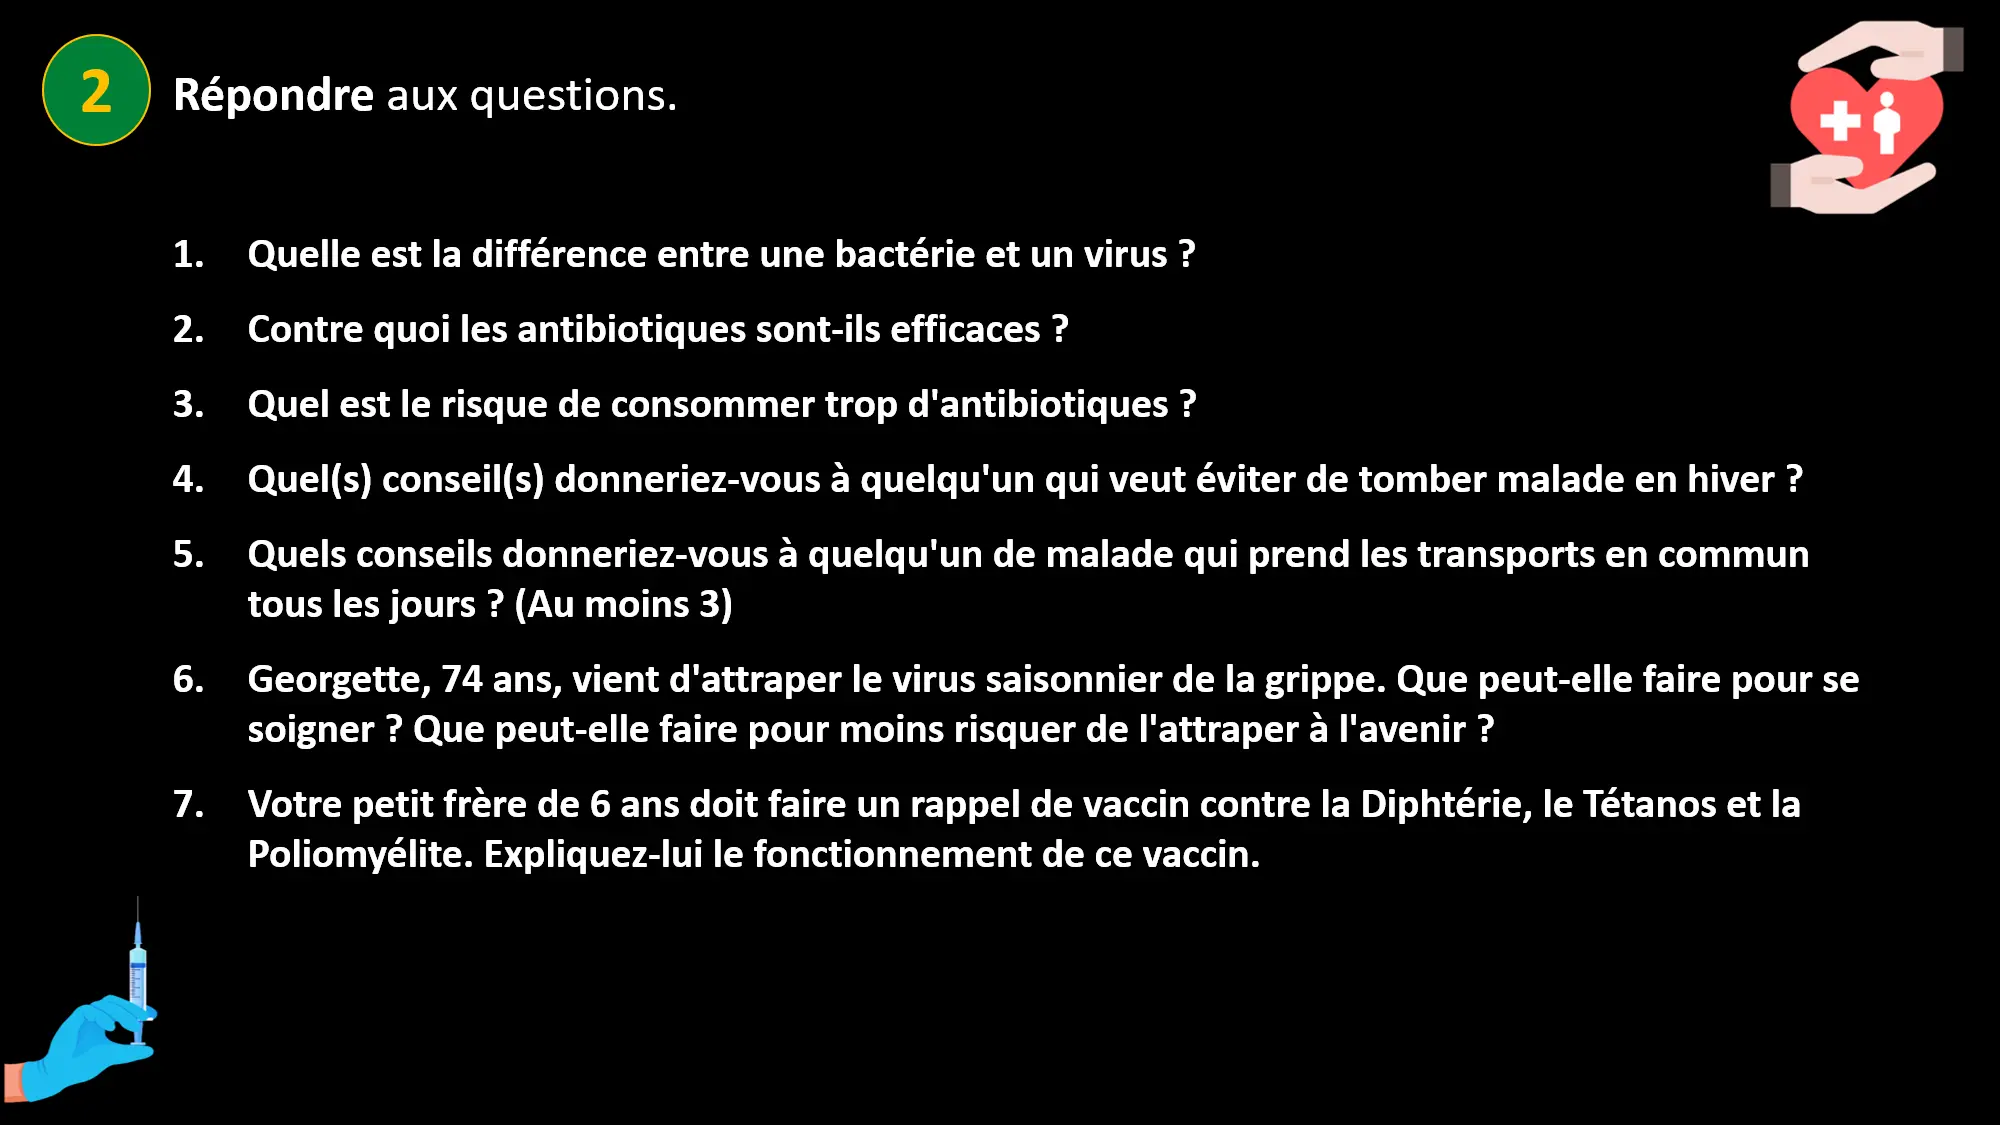 2
Répondre aux questions.
1. Quelle est la différence entre une bactérie et un virus ?
2. Contre quoi les antibiotiques sont-ils efficaces ?
3. Quel est le risque de consommer trop d'antibiotiques ?
4. Quel(s) conseil(s) donneriez-vous à quelqu'un qui veut éviter de tomber malade en hiver ?
5. Quels conseils donneriez-vous à quelqu'un de malade qui prend les transports en commun
tous les jours ? (Au moins 3)
6. Georgette, 74 ans, vient d'attraper le virus saisonnier de la grippe. Que peut-elle faire pour se
soigner ? Que peut-elle faire pour moins risquer de l'attraper à l'avenir ?
7. Votre petit frère de 6 ans doit faire un rappel de vaccin contre la Diphtérie, le Tétanos et la
Poliomyélite. Expliquez-lui le fonctionnement de ce vaccin.